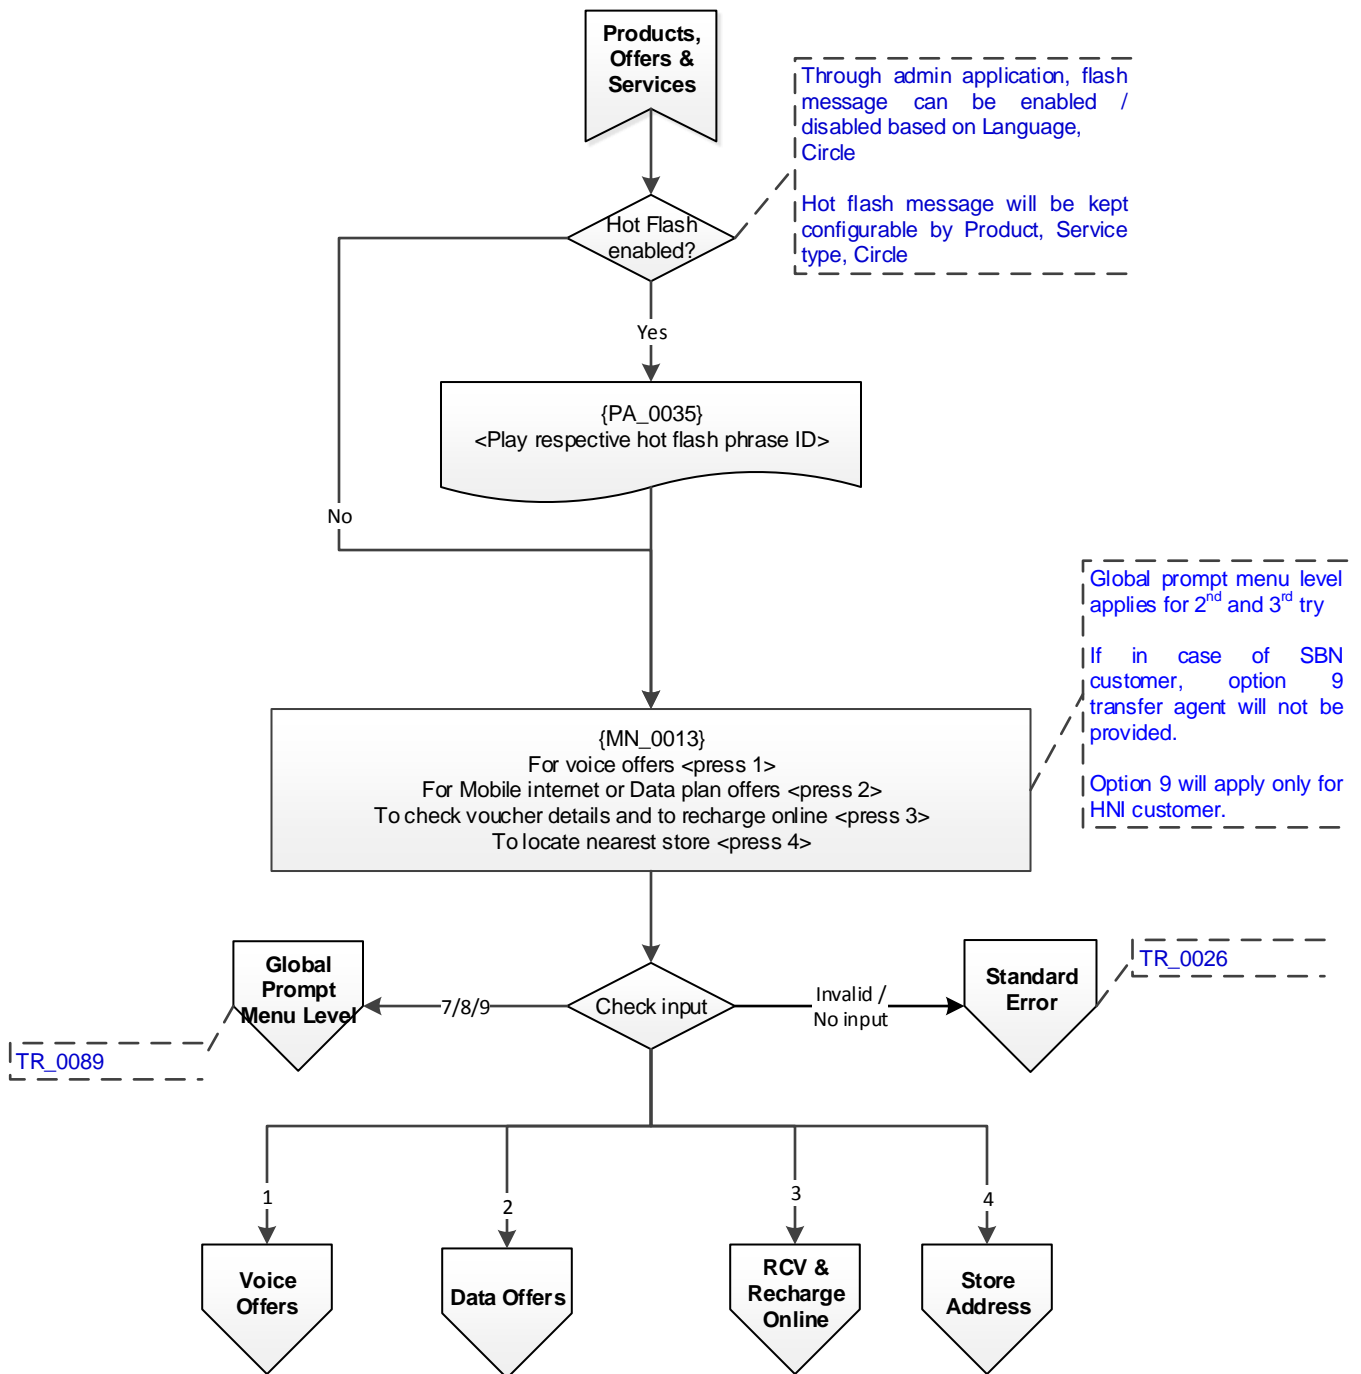 Products,
Offers &
Services
Through admin application, flash
message can be enabled /
disabled based on Language,
Circle
Hot flash message will be kept
configurable by Product, Service
type, Circle
Hot Flash
enabled?
Yes
{PA_0035}
<Play respective hot flash phrase ID>
No
Global prompt menu level
applies for 2nd and 3rd try
If in case of SBN
customer, option 9
transfer agent will not be
provided.
Option 9 will apply only for
HNI customer.
{MN_0013}
For voice offers <press 1>
For Mobile internet or Data plan offers <press 2>
To check voucher details and to recharge online <press 3>
To locate nearest store <press 4>
Global
Prompt
Menu Level
7/8/9
Check input
Invalid /
No input
Standard
Error
TR_0026
TR_0089
1
2
3
4
Voice
Offers
Data Offers
RCV &
Recharge
Online
Store
Address